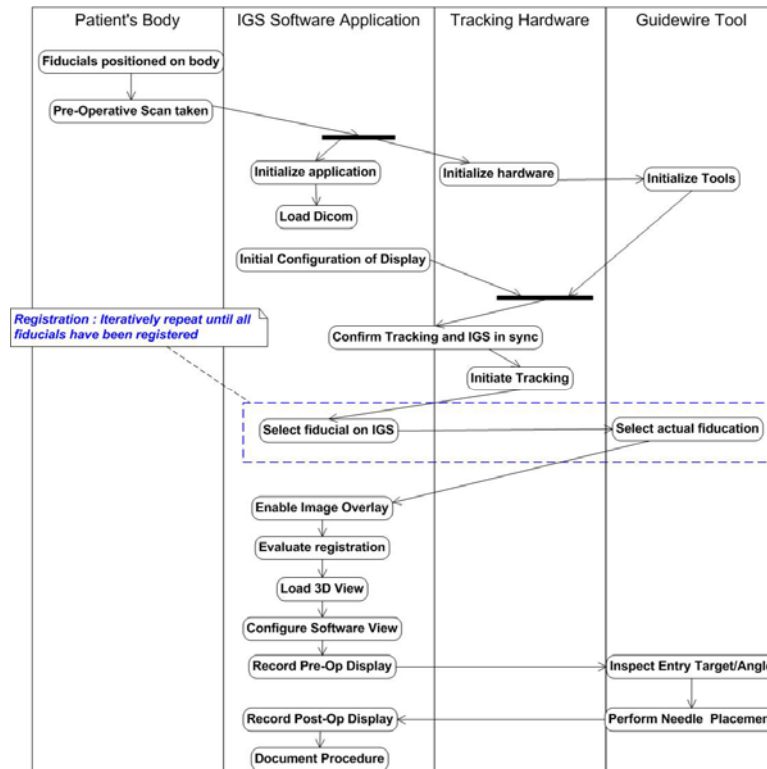 Patient's Body
IGS Software Application
Tracking Hardware
Guidewire Tool
Fiducials positioned on body
Pre-Operative Scan taken
Initialize application
Initialize hardware
Initialize Tools
Load Dicom
Initial Configuration of Display
Registration : Iteratively repeat until all
fiducials have been registered
Confirm Tracking and IGS in sync
Initiate Tracking
Select fiducial on IGS
Select actual fiducation
Enable Image Overlay
Evaluate registration
Load 3D View
Configure Software View
Record Pre-Op Display
Inspect Entry Target/Angle
Record Post-Op Display
Perform Needle Placemen
Document Procedure